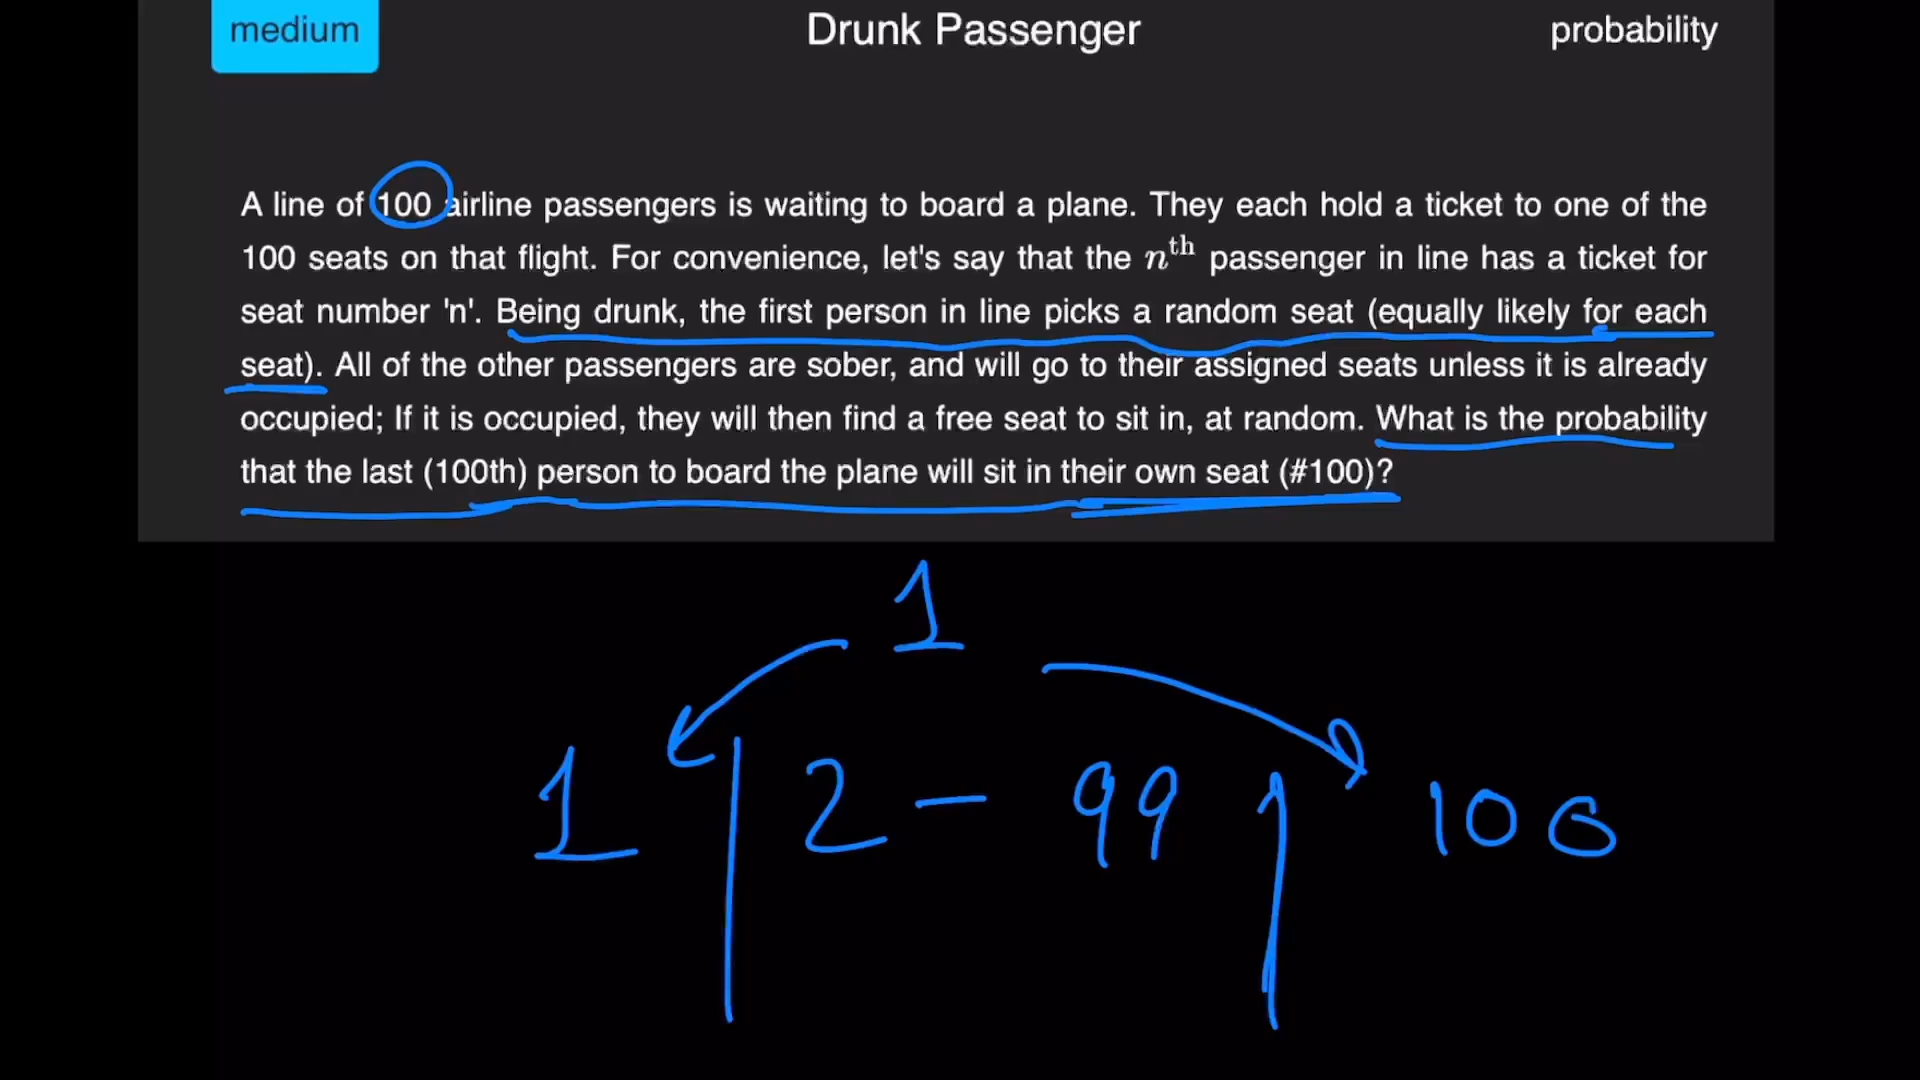 medium Drunk Passenger probability
A line of 100 airline passengers is waiting to board a plane. They each hold a ticket to one of the
100 seats on that flight. For convenience, let's say that the nth passenger in line has a ticket for
seat number 'n'. Being drunk, the first person in line picks a random seat (equally likely for each
seat). All of the other passengers are sober, and will go to their assigned seats unless it is already
occupied; If it is occupied, they will then find a free seat to sit in, at random. What is the probability
that the last (100th) person to board the plane will sit in their own seat (#100)?
1
1 | 2 - 99 | 100